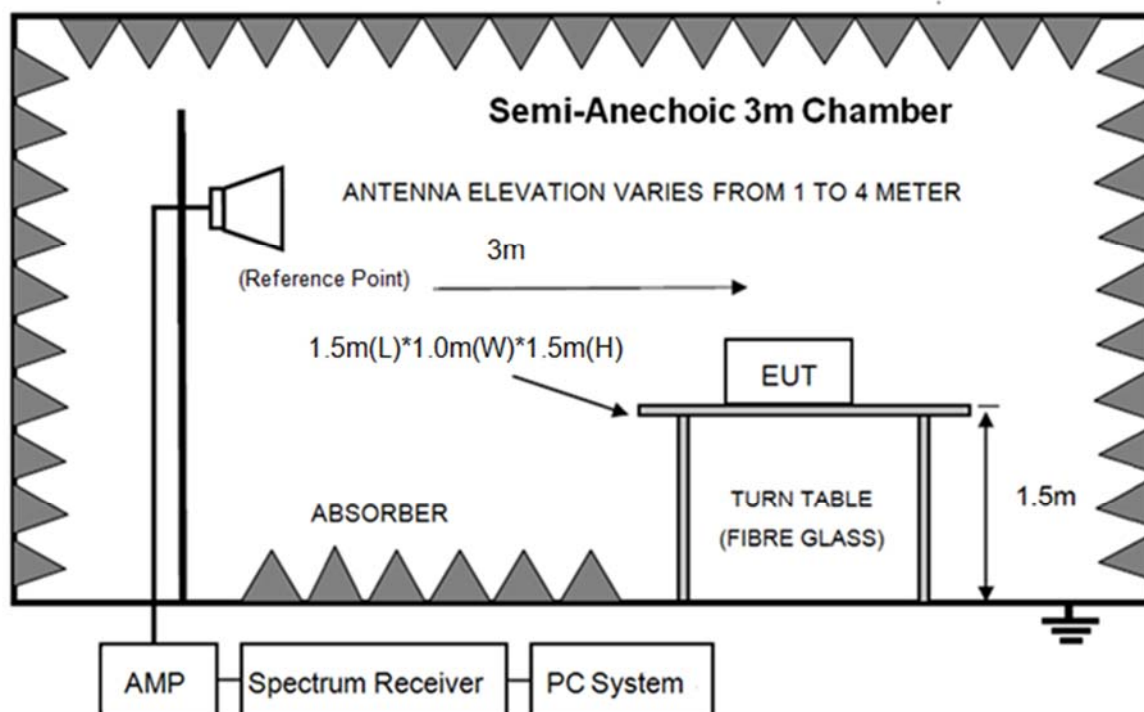 Semi-Anechoic 3m Chamber
ANTENNA ELEVATION VARIES FROM 1 TO 4 METER
3m
(Reference Point)
1.5m(L)*1.0m(W)*1.5m(H)
EUT
ABSORBER
TURN TABLE
(FIBRE GLASS)
1.5m
AMP
Spectrum Receiver
PC System